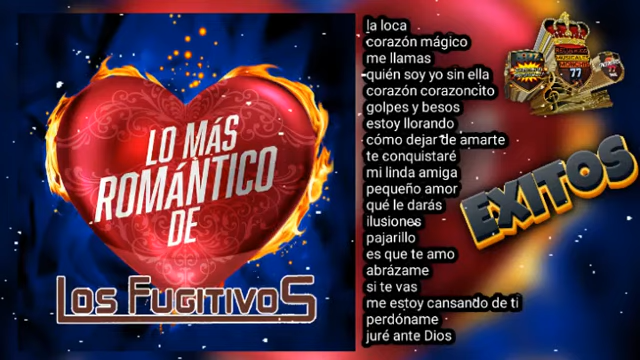 LO MÁS
ROMÁNTICO
DE
LOS FUGITIVOS
la loca
corazón mágico
me llamas
quién soy yo sin ella
corazón corazoncito
golpes y besos
estoy llorando
cómo dejar de amarte
te conquistaré
mi linda amiga
pequeño amor
qué le darás
ilusiones
pajarillo
es que te amo
abrázame
si te vas
me estoy cansando de ti
perdóname
juré ante Dios
77
EXITOS